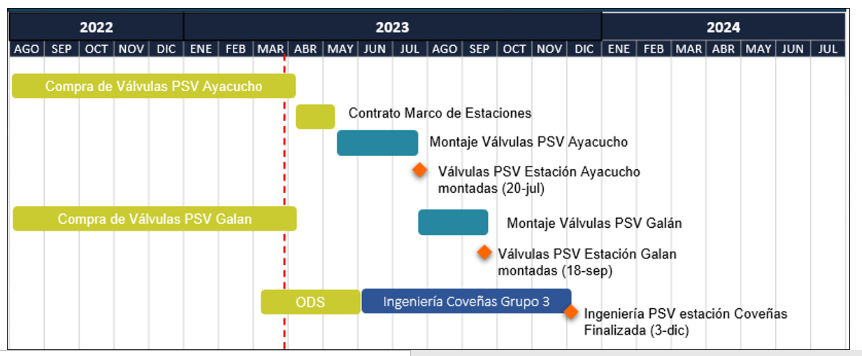 2022 2023 2024
AGO SEP OCT NOV DIC ENE FEB MAR ABR MAY JUN JUL AGO SEP OCT NOV DIC ENE FEB MAR ABR MAY JUN JUL
Compra de Válvulas PSV Ayacucho
Contrato Marco de Estaciones
Montaje Válvulas PSV Ayacucho
Válvulas PSV Estación Ayacucho
montadas (20-jul)
Compra de Válvulas PSV Galan
Montaje Válvulas PSV Galán
Válvulas PSV Estación Galan
montadas (18-sep)
ODS
Ingeniería Coveñas Grupo 3
Ingeniería PSV estación Coveñas
Finalizada (3-dic)